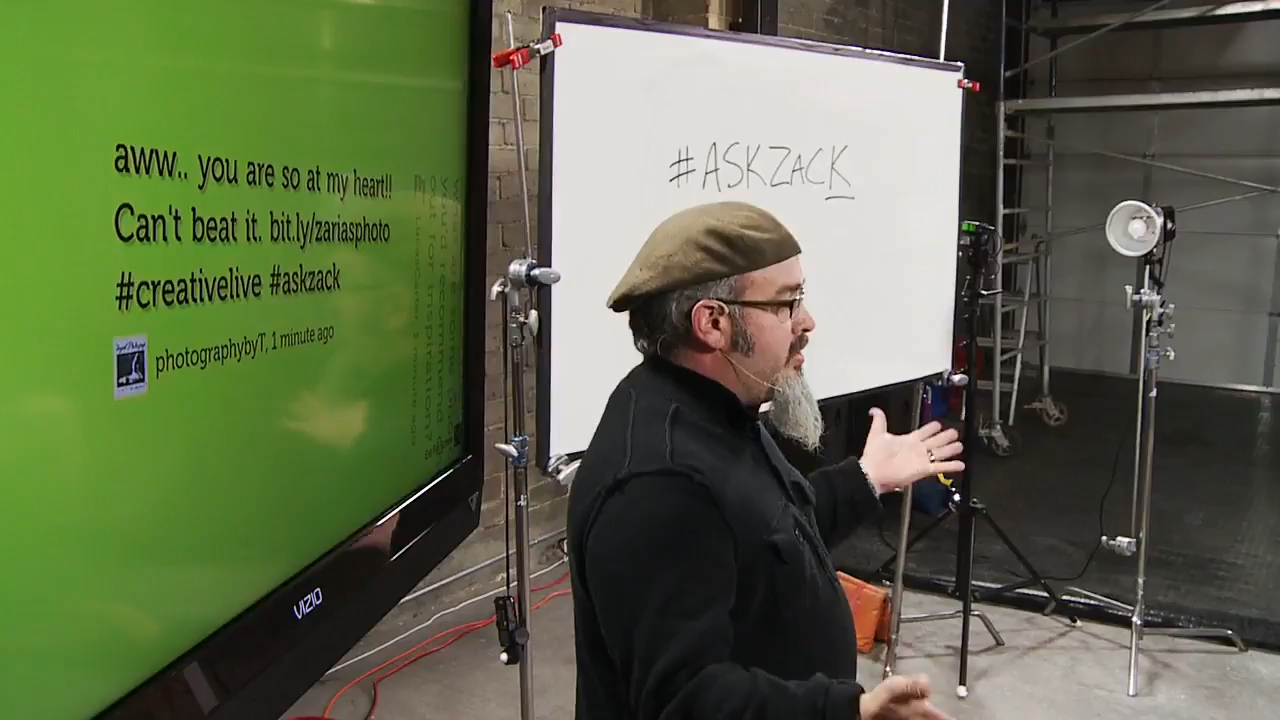 aww.. you are so at my heart!!
Can't beat it. bit.ly/zariasphoto
#creativelive #askzack
photographybyT, 1 minute ago
VIZIO
#ASKZACK